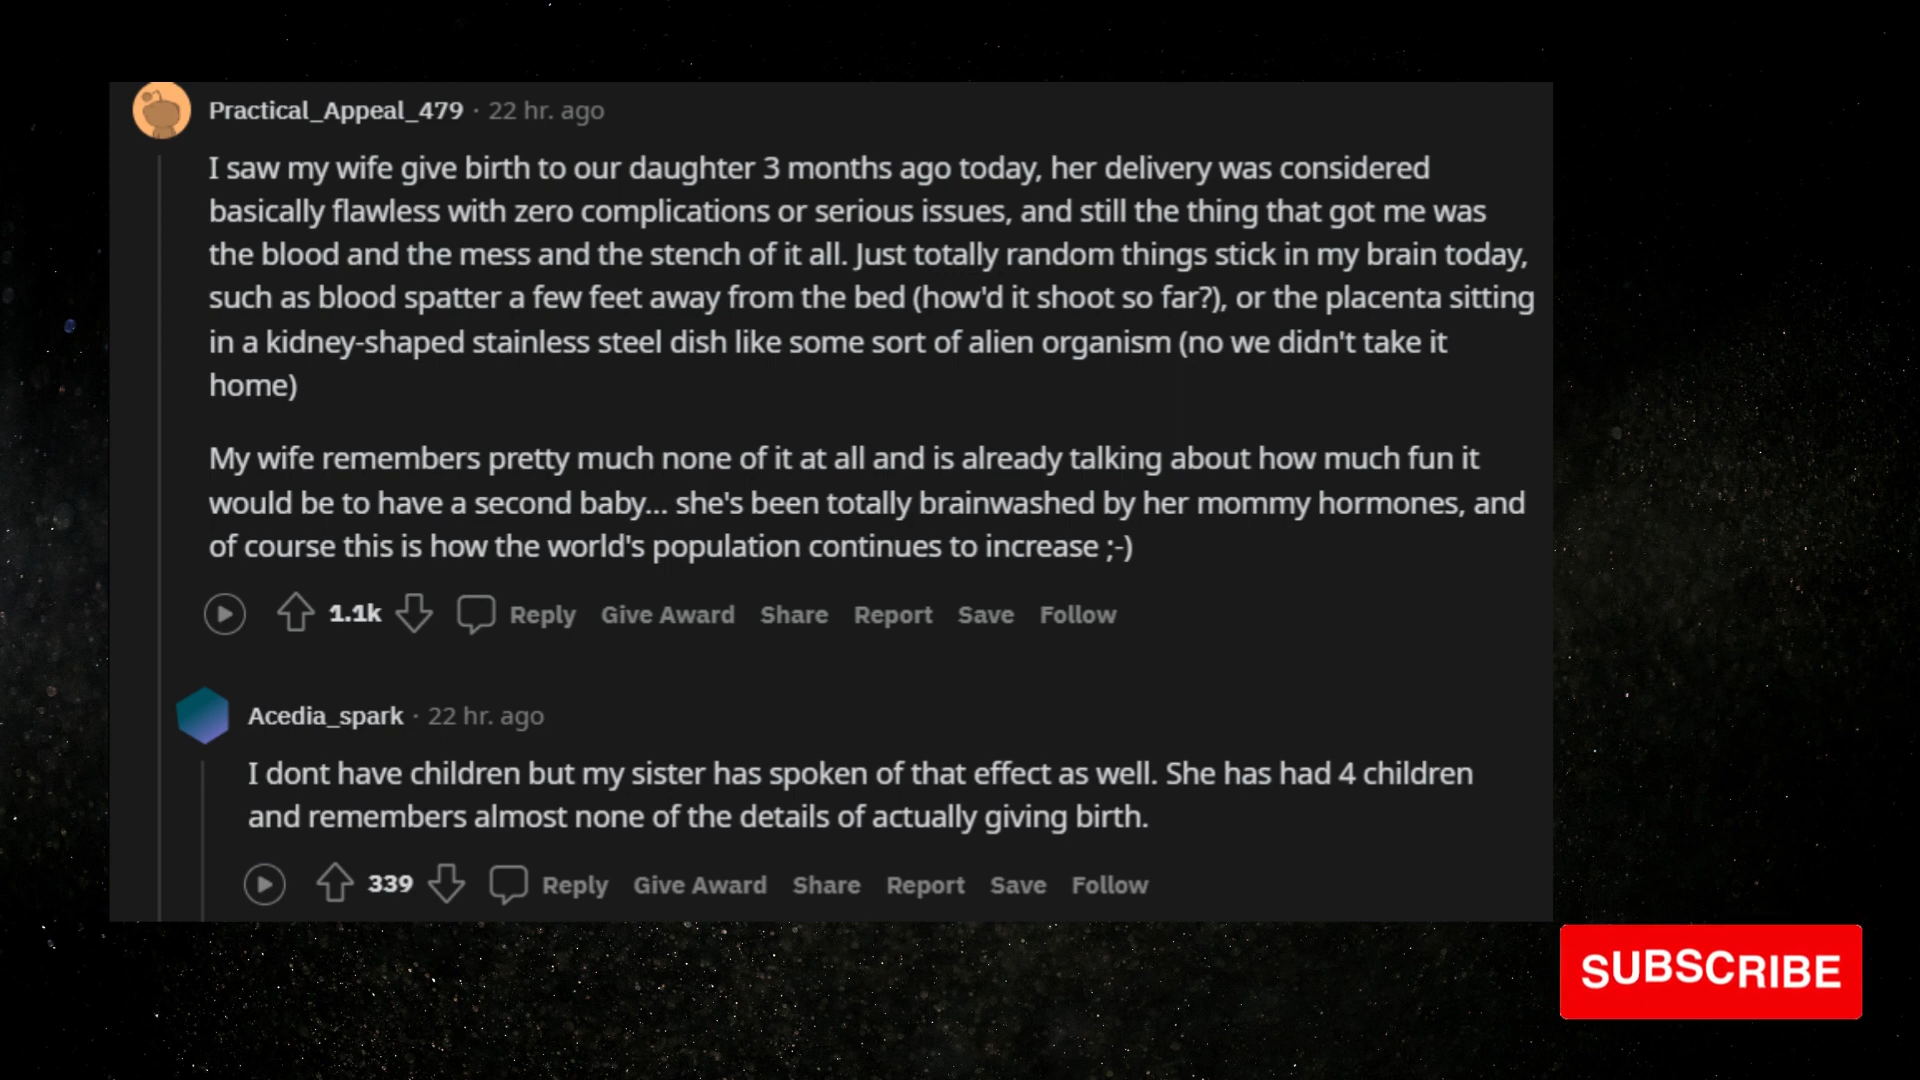 Practical_Appeal_479 · 22 hr. ago
I saw my wife give birth to our daughter 3 months ago today, her delivery was considered
basically flawless with zero complications or serious issues, and still the thing that got me was
the blood and the mess and the stench of it all. Just totally random things stick in my brain today,
such as blood spatter a few feet away from the bed (how'd it shoot so far?), or the placenta sitting
in a kidney-shaped stainless steel dish like some sort of alien organism (no we didn't take it
home)
My wife remembers pretty much none of it at all and is already talking about how much fun it
would be to have a second baby... she's been totally brainwashed by her mommy hormones, and
of course this is how the world's population continues to increase ;-)
1.1k Reply Give Award Share Report Save Follow
Acedia_spark · 22 hr. ago
I dont have children but my sister has spoken of that effect as well. She has had 4 children
and remembers almost none of the details of actually giving birth.
339 Reply Give Award Share Report Save Follow
SUBSCRIBE